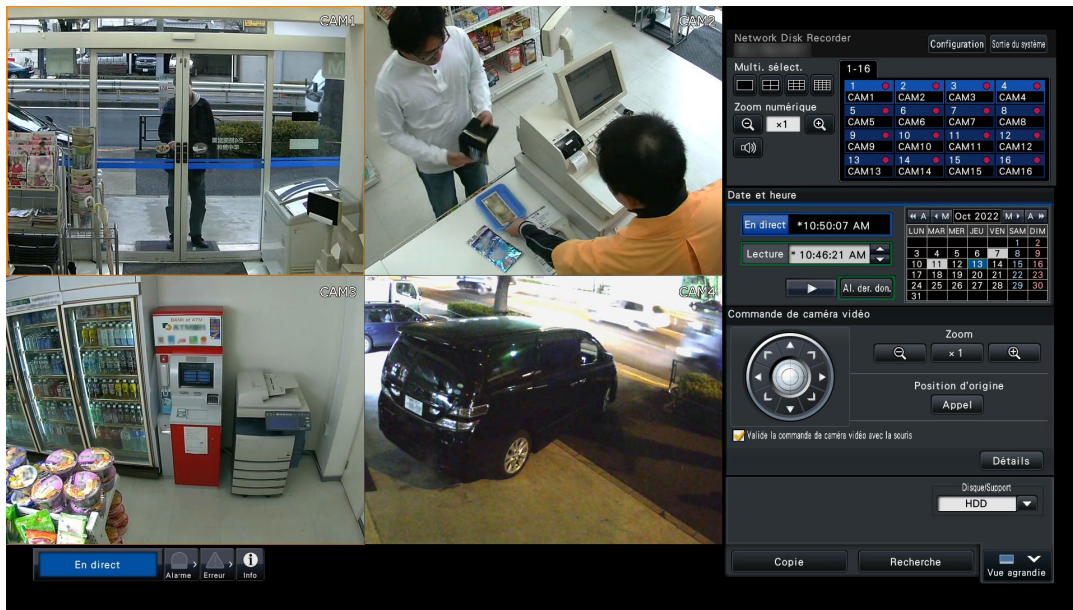 CAM1
CAM2
CAM3
BANK of ATM
ATM
CAM4
En direct
Alarme
Erreur
Info
Network Disk Recorder
Configuration
Sortie du système
Multi. sélect.
Zoom numérique
×1
1-16
1 2 3 4
CAM1 CAM2 CAM3 CAM4
5 6 7 8
CAM5 CAM6 CAM7 CAM8
9 10 11 12
CAM9 CAM10 CAM11 CAM12
13 14 15 16
CAM13 CAM14 CAM15 CAM16
Date et heure
En direct *10:50:07 AM
Lecture * 10:46:21 AM
Al. der. don.
A M Oct 2022 M A
LUN MAR MER JEU VEN SAM DIM
1 2
3 4 5 6 7 8 9
10 11 12 13 14 15 16
17 18 19 20 21 22 23
24 25 26 27 28 29 30
31
Commande de caméra vidéo
Zoom
×1
Position d'origine
Appel
Valide la commande de caméra vidéo avec la souris
Détails
Disque/Support
HDD
Copie
Recherche
Vue agrandie